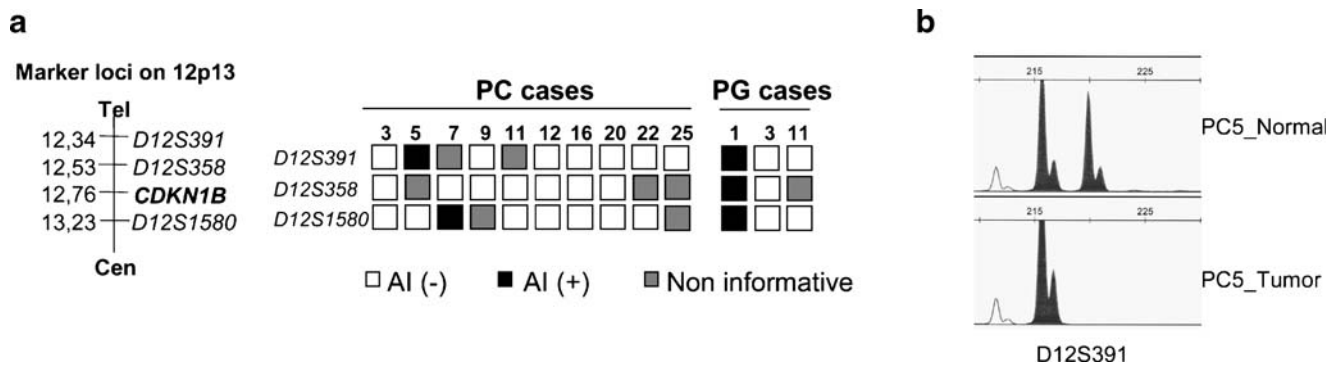 a
Marker loci on 12p13
Tel
12,34 D12S391
12,53 D12S358
12,76 CDKN1B
13,23 D12S1580
Cen
PC cases PG cases
3 5 7 9 11 12 16 20 22 25 1 3 11
D12S391
D12S358
D12S1580
AI (-) AI (+) Non informative
b
215 225
PC5_Normal
215 225
PC5_Tumor
D12S391